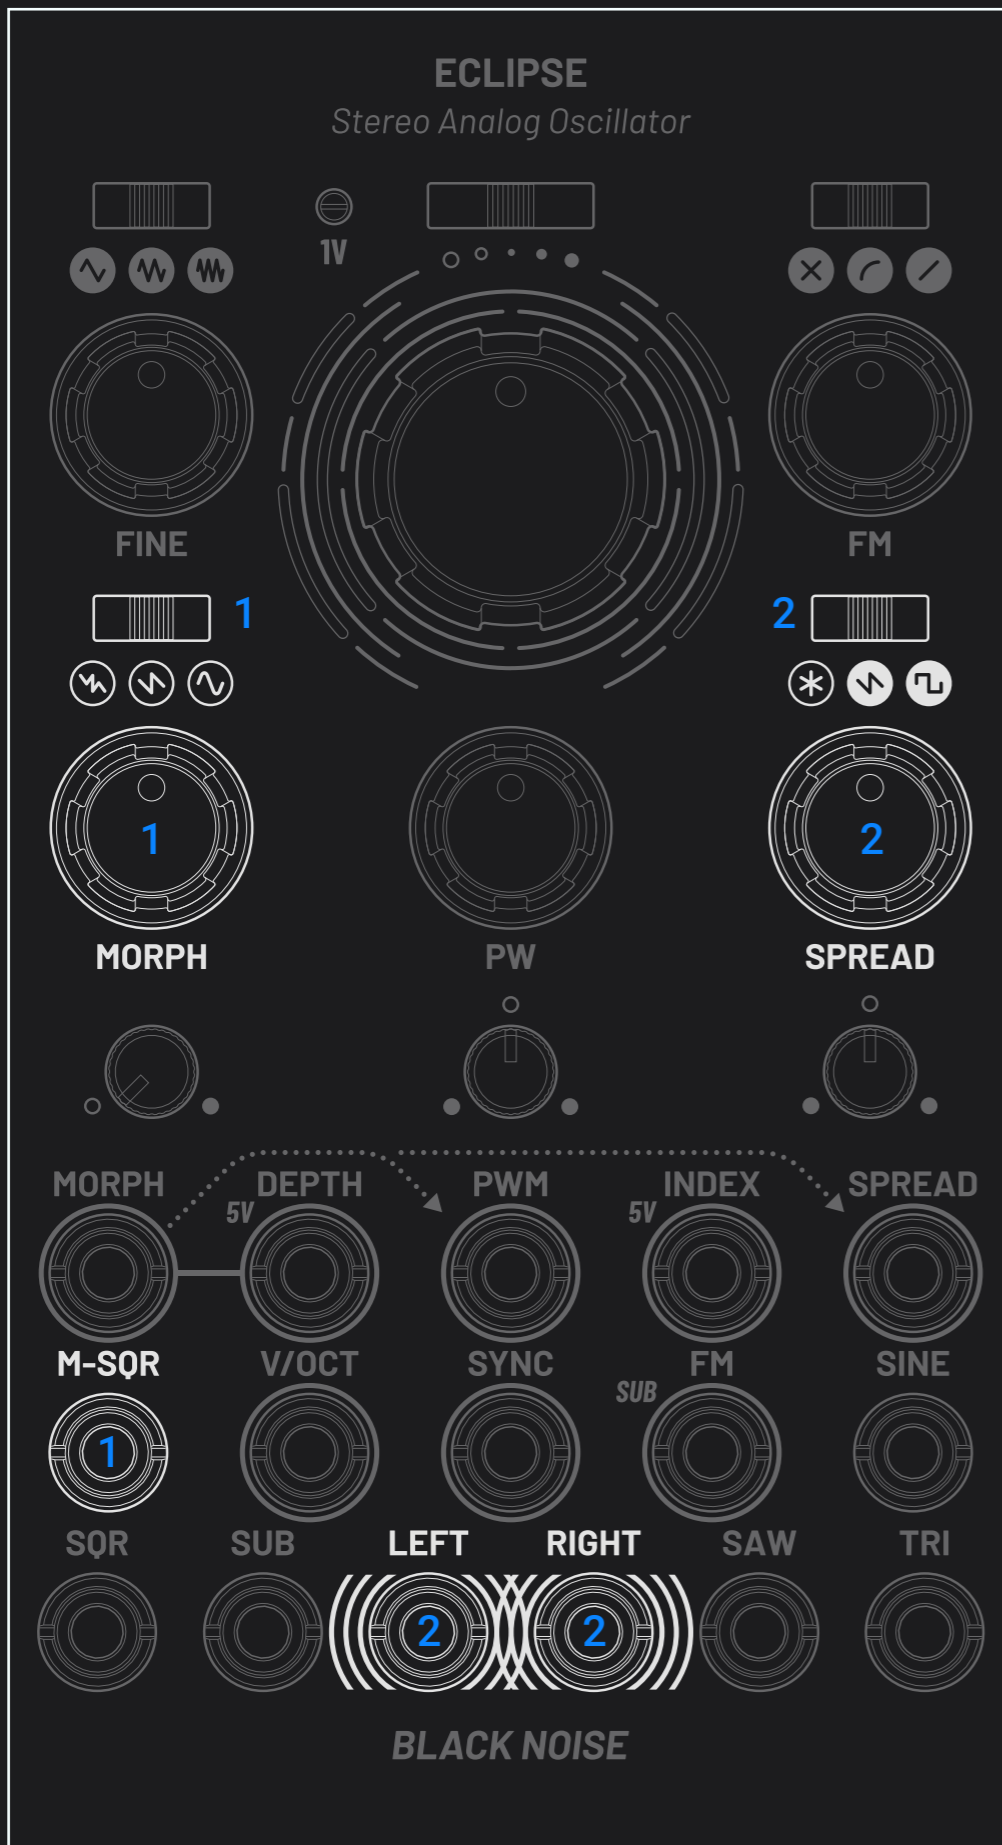 ECLIPSE
Stereo Analog Oscillator
1V
FINE
FM
1
2
1
2
MORPH
PW
SPREAD
MORPH
DEPTH
PWM
INDEX
SPREAD
5V
5V
M-SQR
V/OCT
SYNC
FM
SINE
SUB
1
SQR
SUB
LEFT
RIGHT
SAW
TRI
2
2
BLACK NOISE